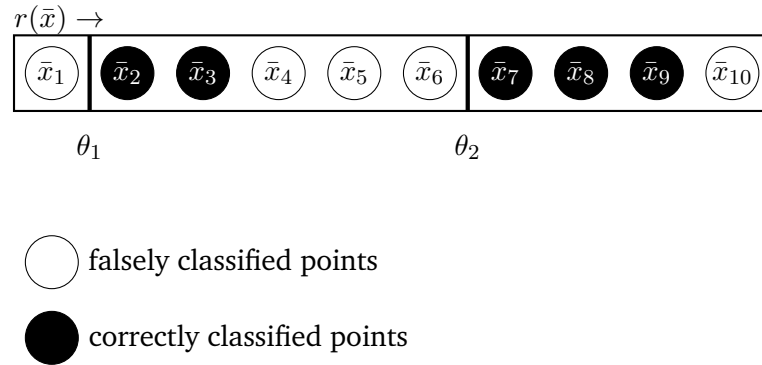 r(x̄) →
x̄₁ x̄₂ x̄₃ x̄₄ x̄₅ x̄₆ x̄₇ x̄₈ x̄₉ x̄₁₀
θ₁ θ₂
falsely classified points
correctly classified points